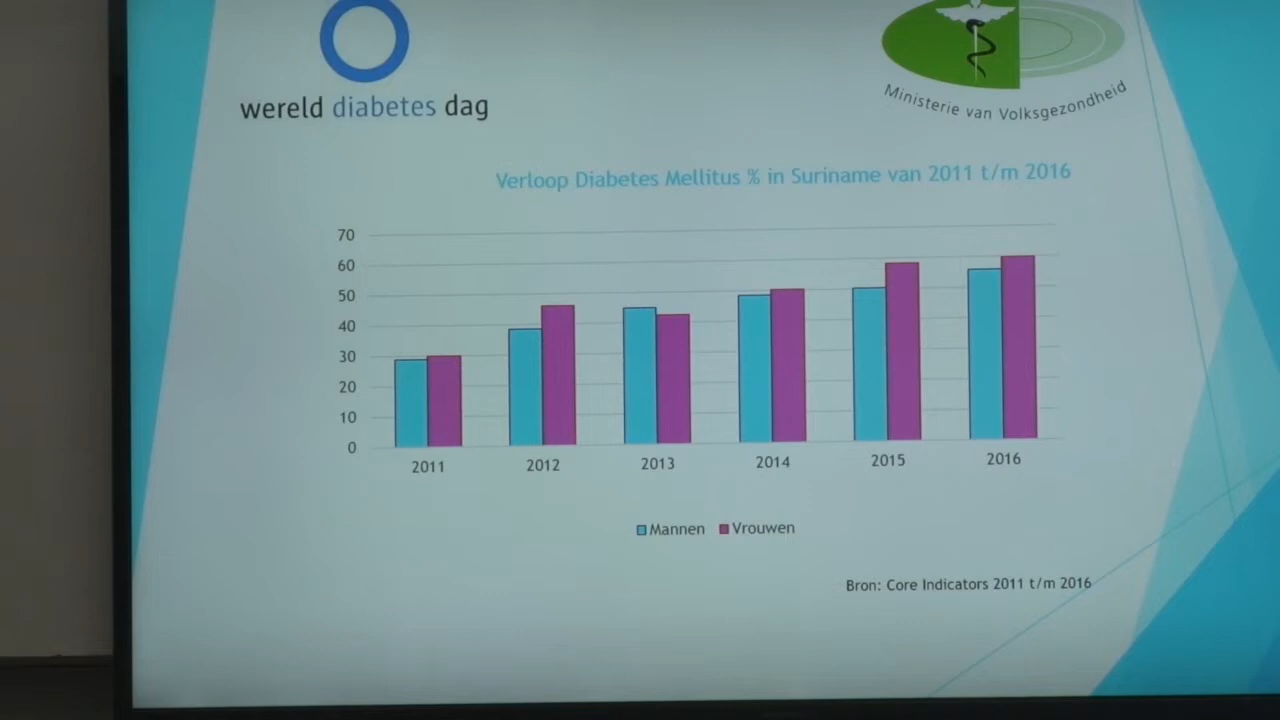 wereld diabetes dag
Ministerie van Volksgezondheid
Verloop Diabetes Mellitus % in Suriname van 2011 t/m 2016
70
60
50
40
30
20
10
0
2011 2012 2013 2014 2015 2016
Mannen Vrouwen
Bron: Core Indicators 2011 t/m 2016